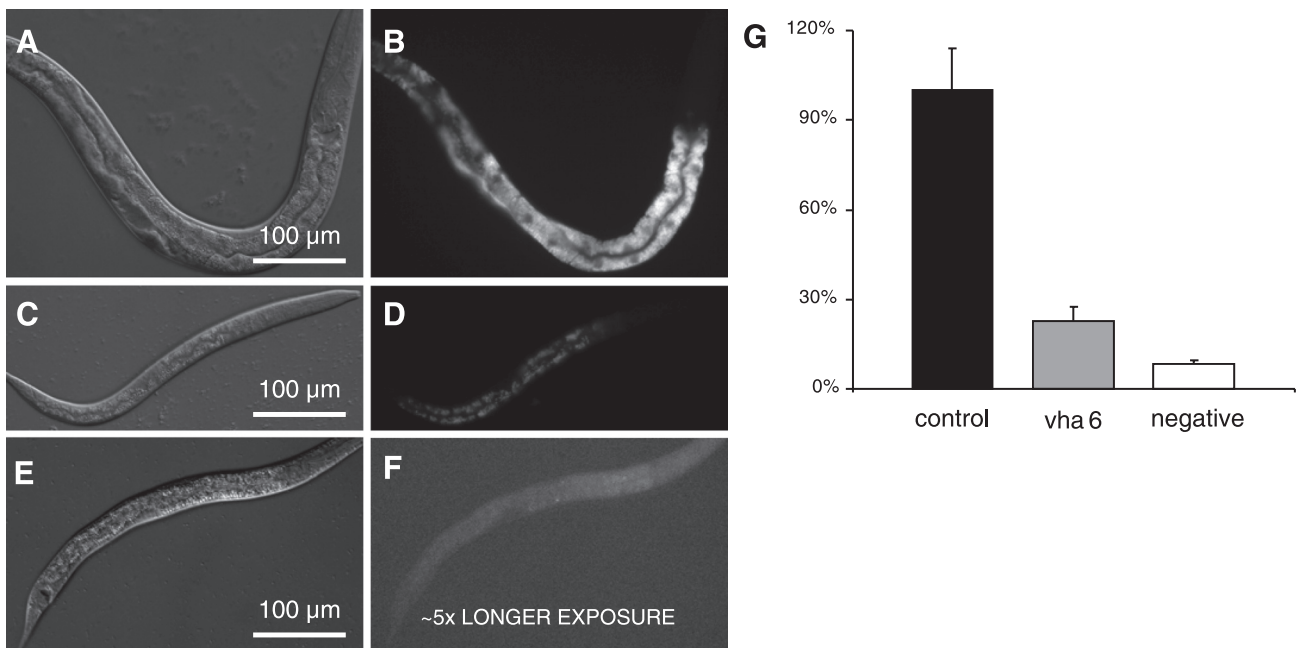 A
100 µm
B
C
100 µm
D
E
100 µm
F
~5x LONGER EXPOSURE
G
120%
90%
60%
30%
0%
control
vha 6
negative